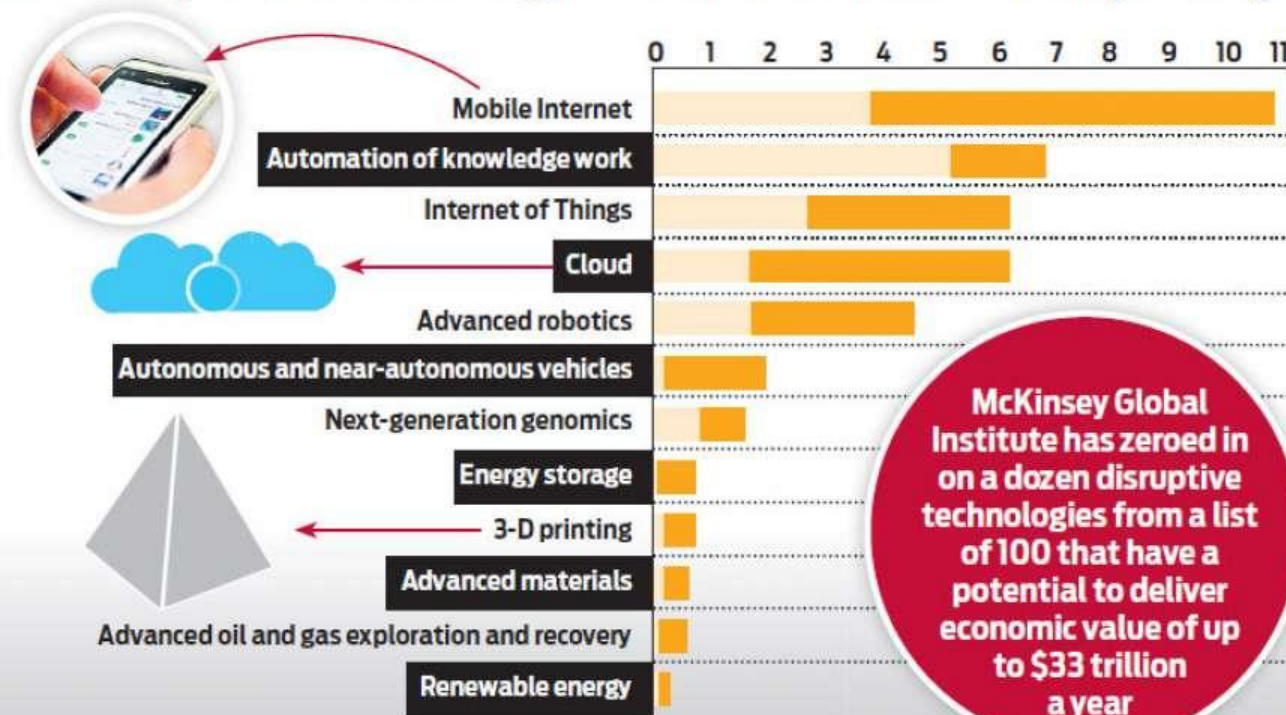 0 1 2 3 4 5 6 7 8 9 10 11
Mobile Internet
Automation of knowledge work
Internet of Things
Cloud
Advanced robotics
Autonomous and near-autonomous vehicles
Next-generation genomics
Energy storage
3-D printing
Advanced materials
Advanced oil and gas exploration and recovery
Renewable energy
McKinsey Global
Institute has zeroed in
on a dozen disruptive
technologies from a list
of 100 that have a
potential to deliver
economic value of up
to $33 trillion
a year